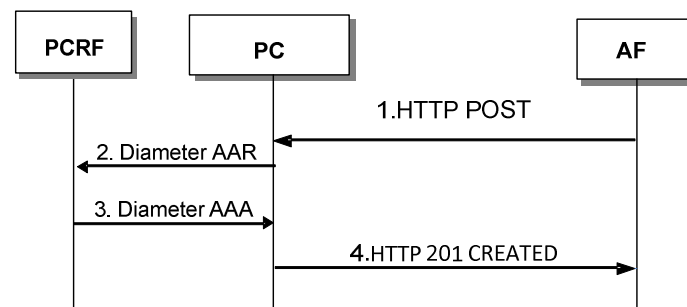 PCRF
PC
AF
1.HTTP POST
2. Diameter AAR
3. Diameter AAA
4.HTTP 201 CREATED